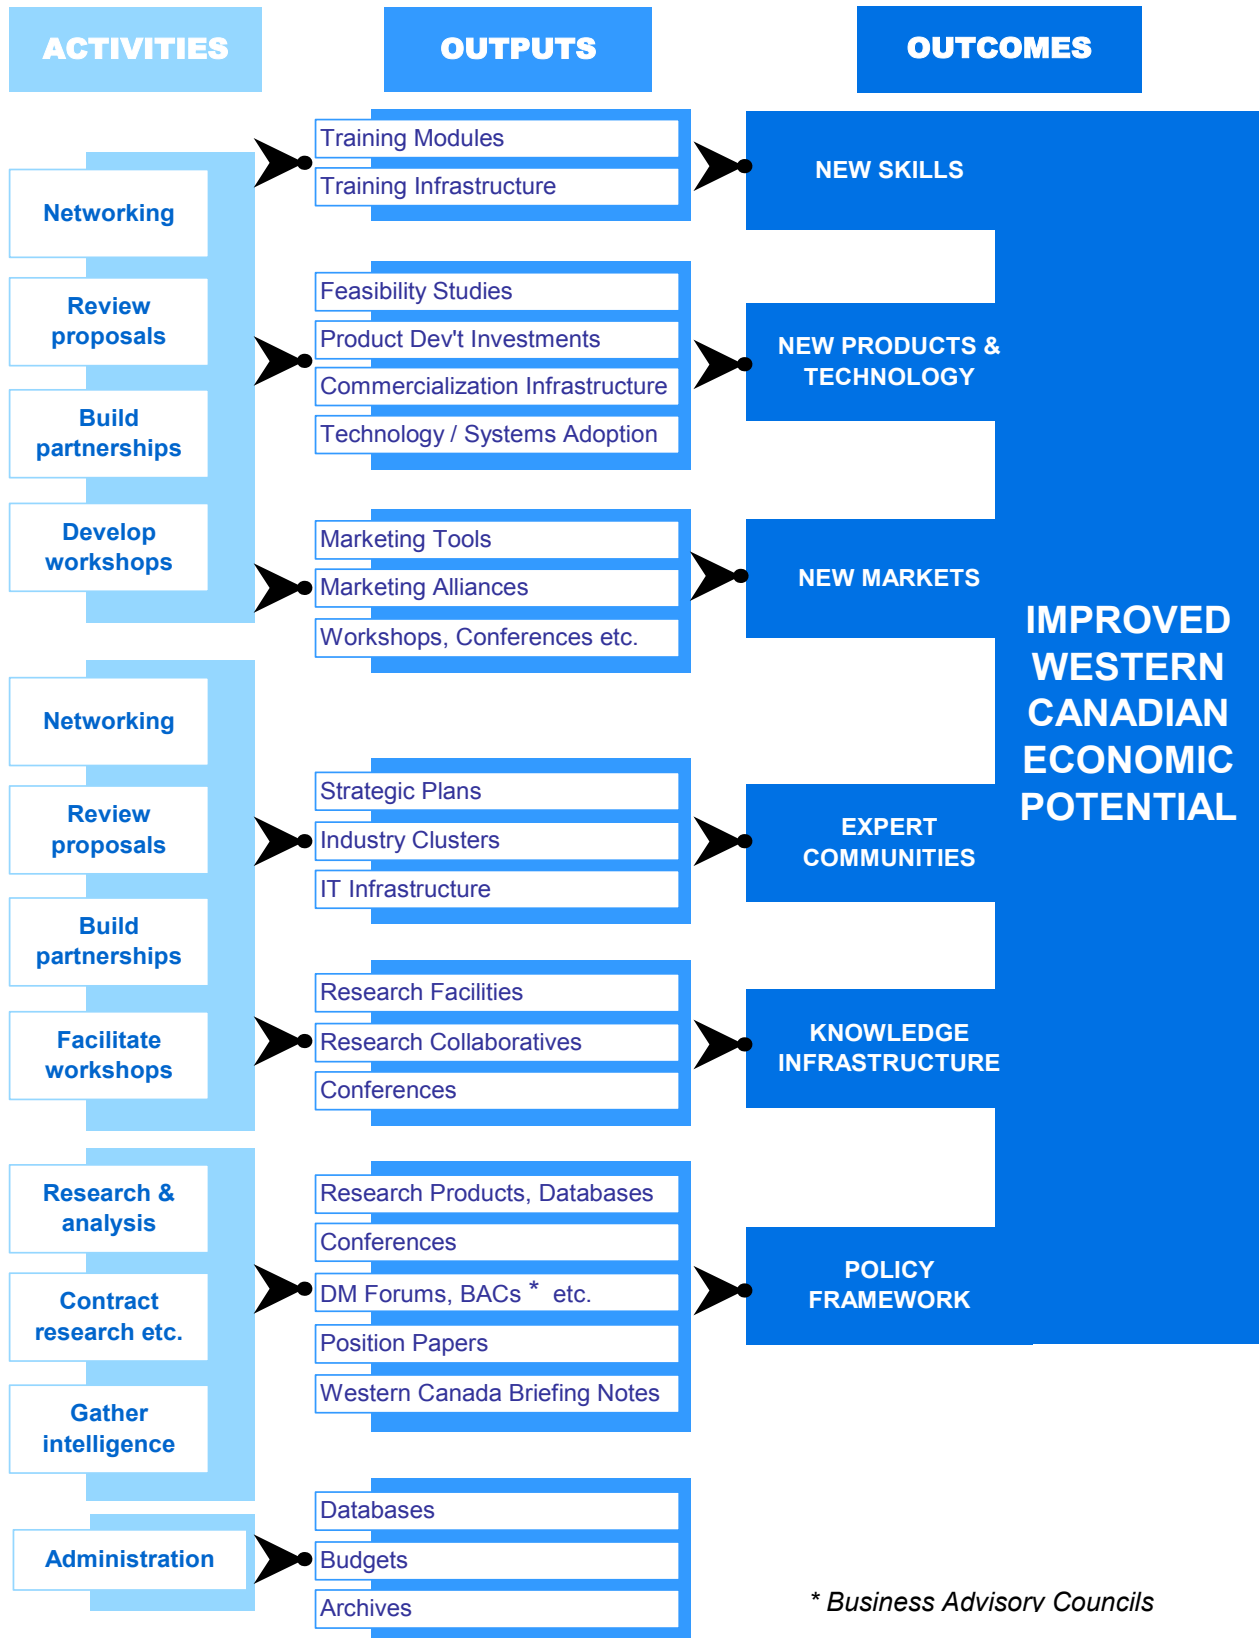 ACTIVITIES
OUTPUTS
OUTCOMES
Networking
Review
proposals
Build
partnerships
Develop
workshops
Training Modules
Training Infrastructure
NEW SKILLS
Feasibility Studies
Product Dev't Investments
Commercialization Infrastructure
Technology / Systems Adoption
NEW PRODUCTS &
TECHNOLOGY
Marketing Tools
Marketing Alliances
Workshops, Conferences etc.
NEW MARKETS
Networking
Review
proposals
Build
partnerships
Facilitate
workshops
Strategic Plans
Industry Clusters
IT Infrastructure
EXPERT
COMMUNITIES
Research Facilities
Research Collaboratives
Conferences
KNOWLEDGE
INFRASTRUCTURE
Research &
analysis
Contract
research etc.
Gather
intelligence
Research Products, Databases
Conferences
DM Forums, BACs * etc.
Position Papers
Western Canada Briefing Notes
POLICY
FRAMEWORK
Administration
Databases
Budgets
Archives
IMPROVED
WESTERN
CANADIAN
ECONOMIC
POTENTIAL
* Business Advisory Councils